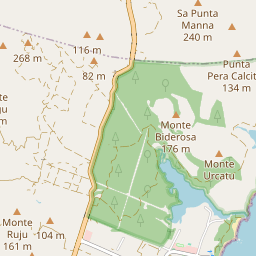 Sa Punta
Manna
240 m
116 m
268 m
82 m
Punta
Pera Calcit
134 m
Monte
Biderosa
176 m
Monte
Urcatu
Monte
Ruju
161 m
104 m